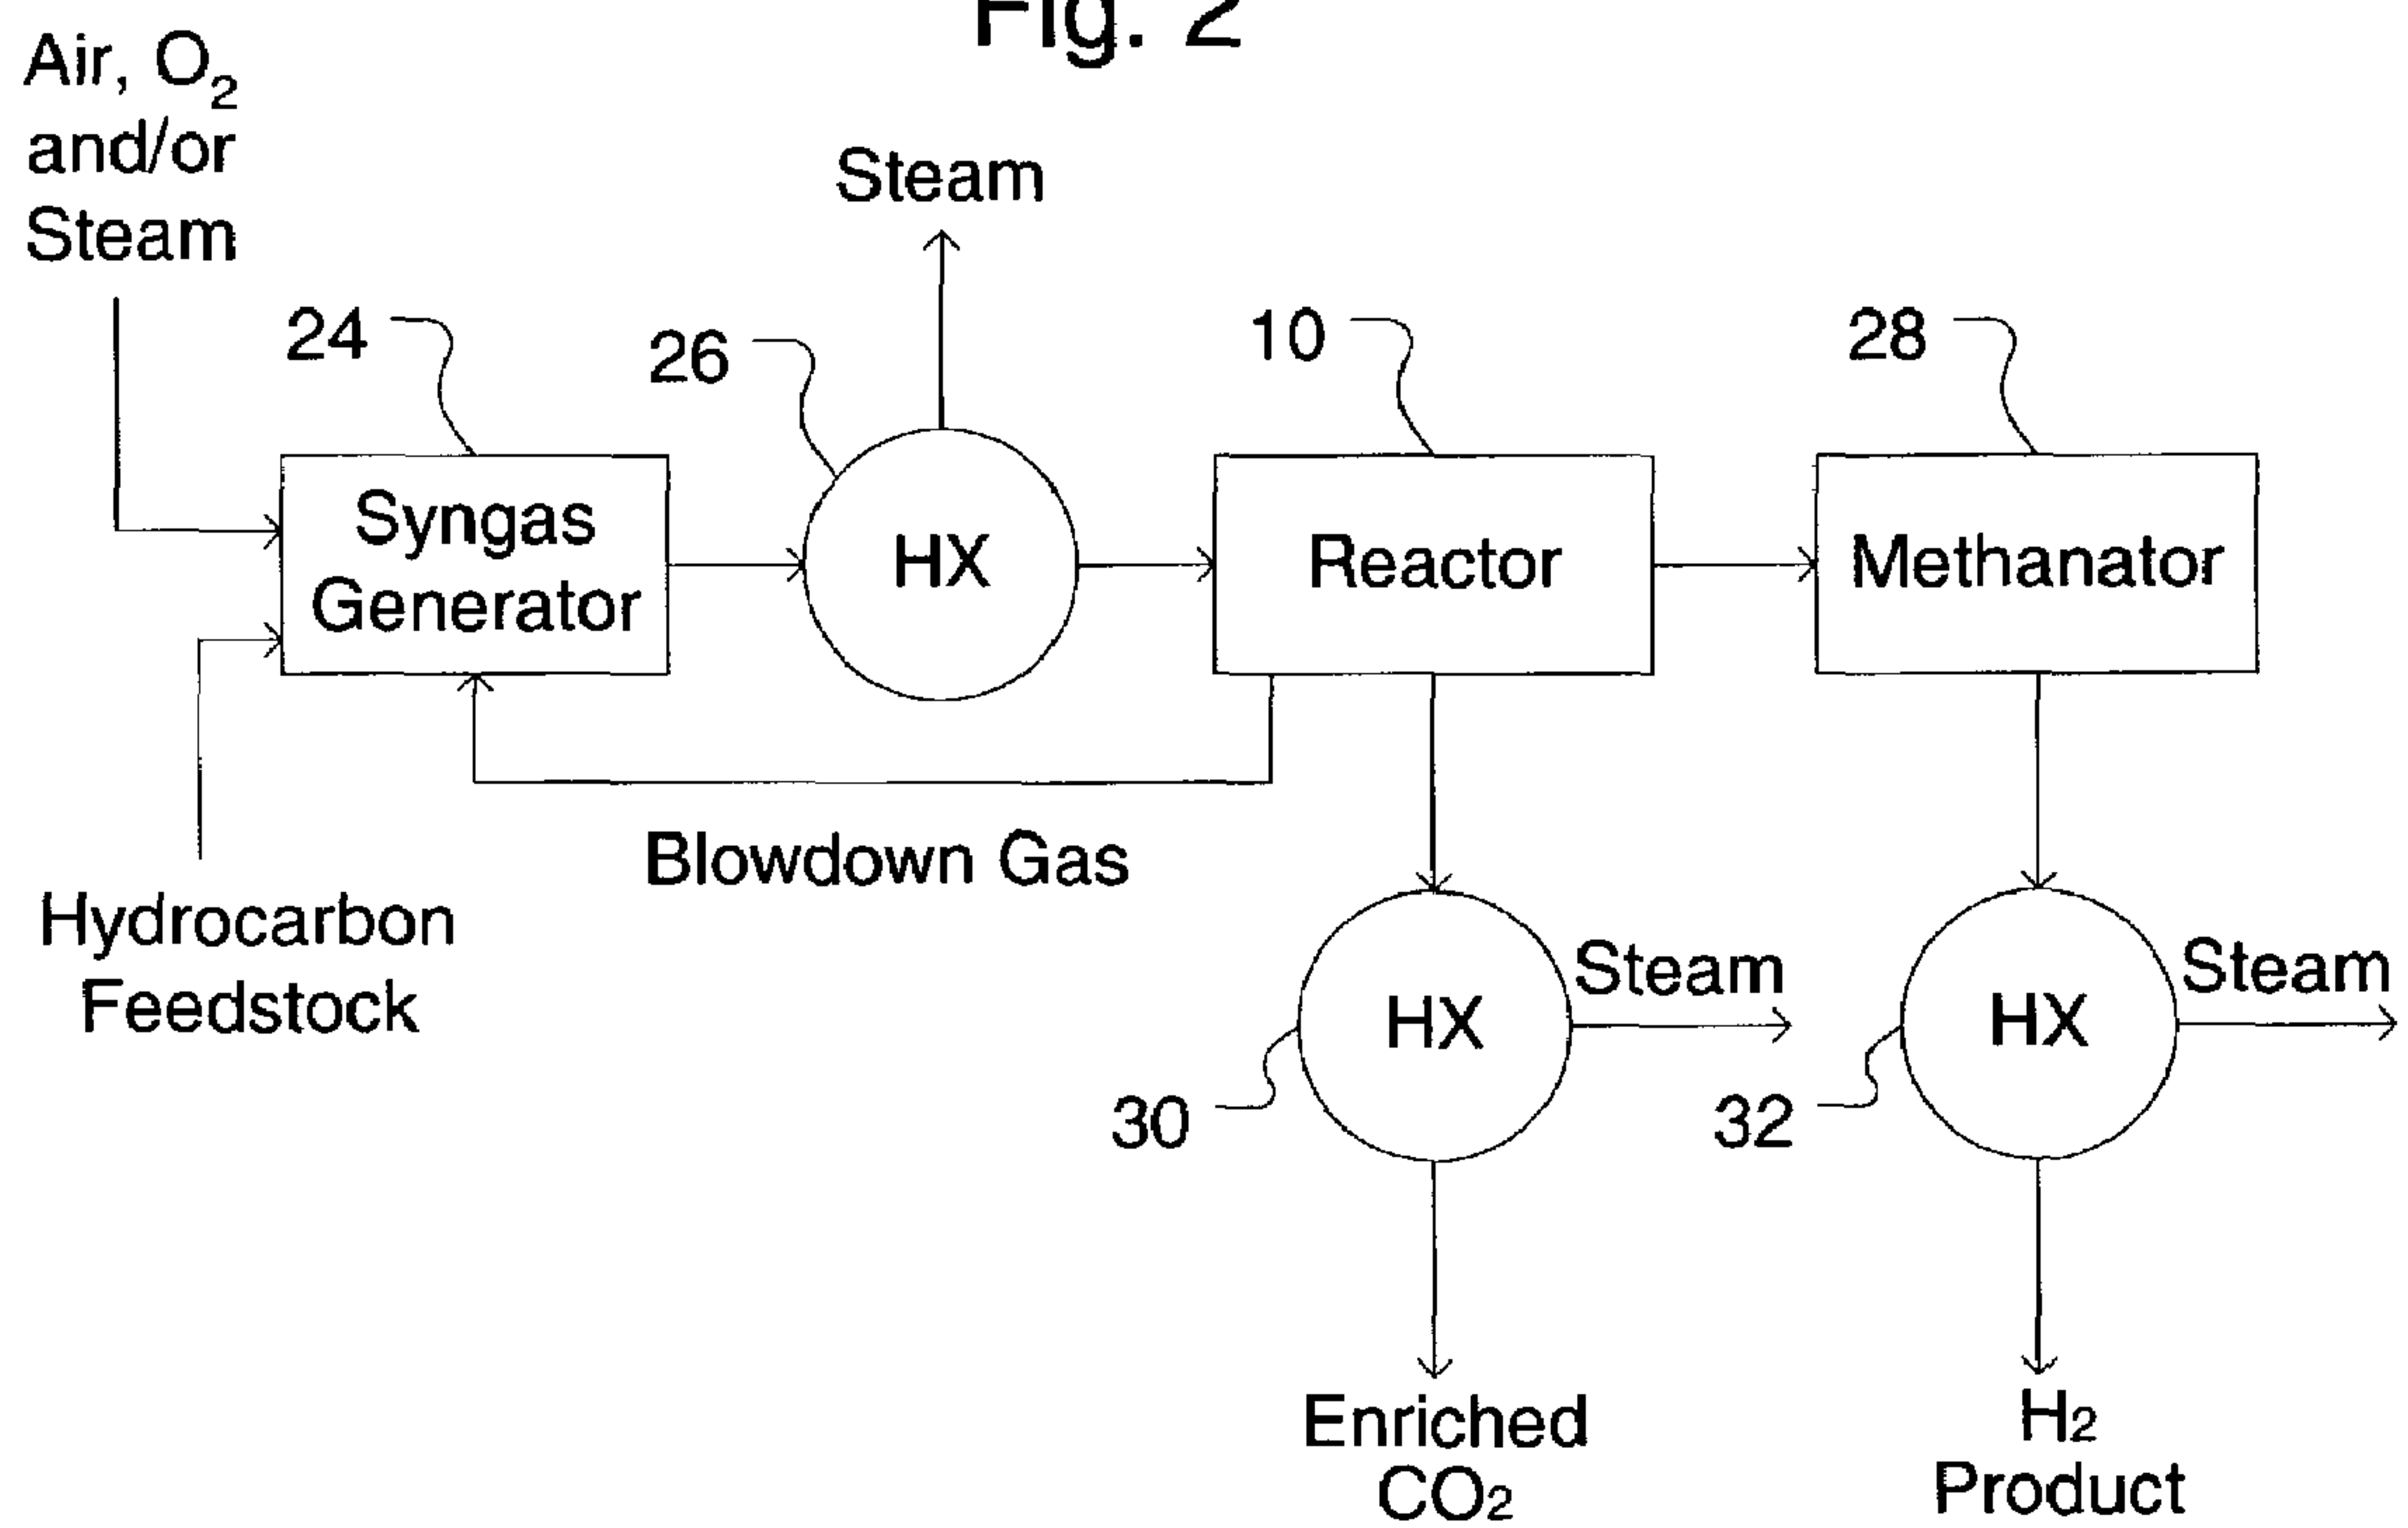 Fig. 2
Air, O2
and/or
Steam
Steam
24
26
10
28
Syngas
Generator
HX
Reactor
Methanator
Blowdown Gas
Hydrocarbon
Feedstock
HX
Steam
HX
Steam
30
32
Enriched
CO2
H2
Product